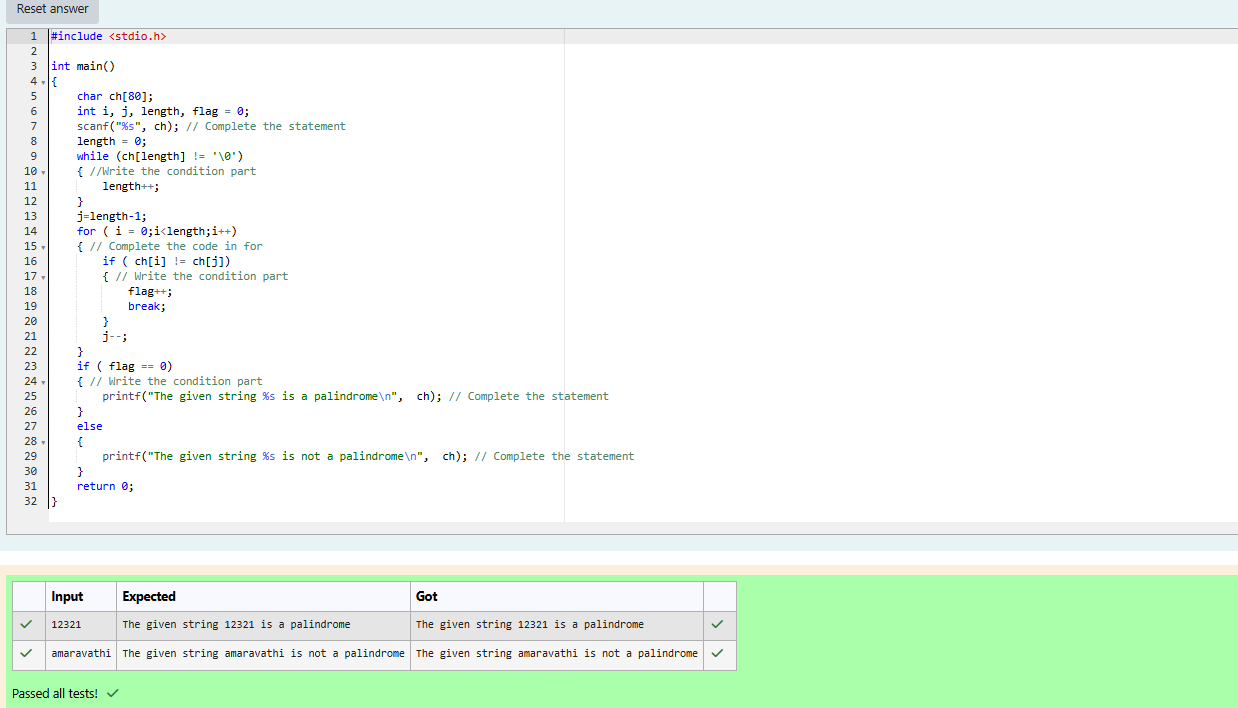 Reset answer
1 #include <stdio.h>
2
3 int main()
4 {
5 char ch[80];
6 int i, j, length, flag = 0;
7 scanf("%s", ch); // Complete the statement
8 length = 0;
9 while (ch[length] != '\0')
10 { //Write the condition part
11 length++;
12 }
13 j=length-1;
14 for ( i = 0;i<length;i++)
15 { // Complete the code in for
16 if ( ch[i] != ch[j])
17 { // Write the condition part
18 flag++;
19 break;
20 }
21 j--;
22 }
23 if ( flag == 0)
24 { // Write the condition part
25 printf("The given string %s is a palindrome\n", ch); // Complete the statement
26 }
27 else
28 {
29 printf("The given string %s is not a palindrome\n", ch); // Complete the statement
30 }
31 return 0;
32 }
Input Expected Got
12321 The given string 12321 is a palindrome The given string 12321 is a palindrome
amaravathi The given string amaravathi is not a palindrome The given string amaravathi is not a palindrome
Passed all tests!